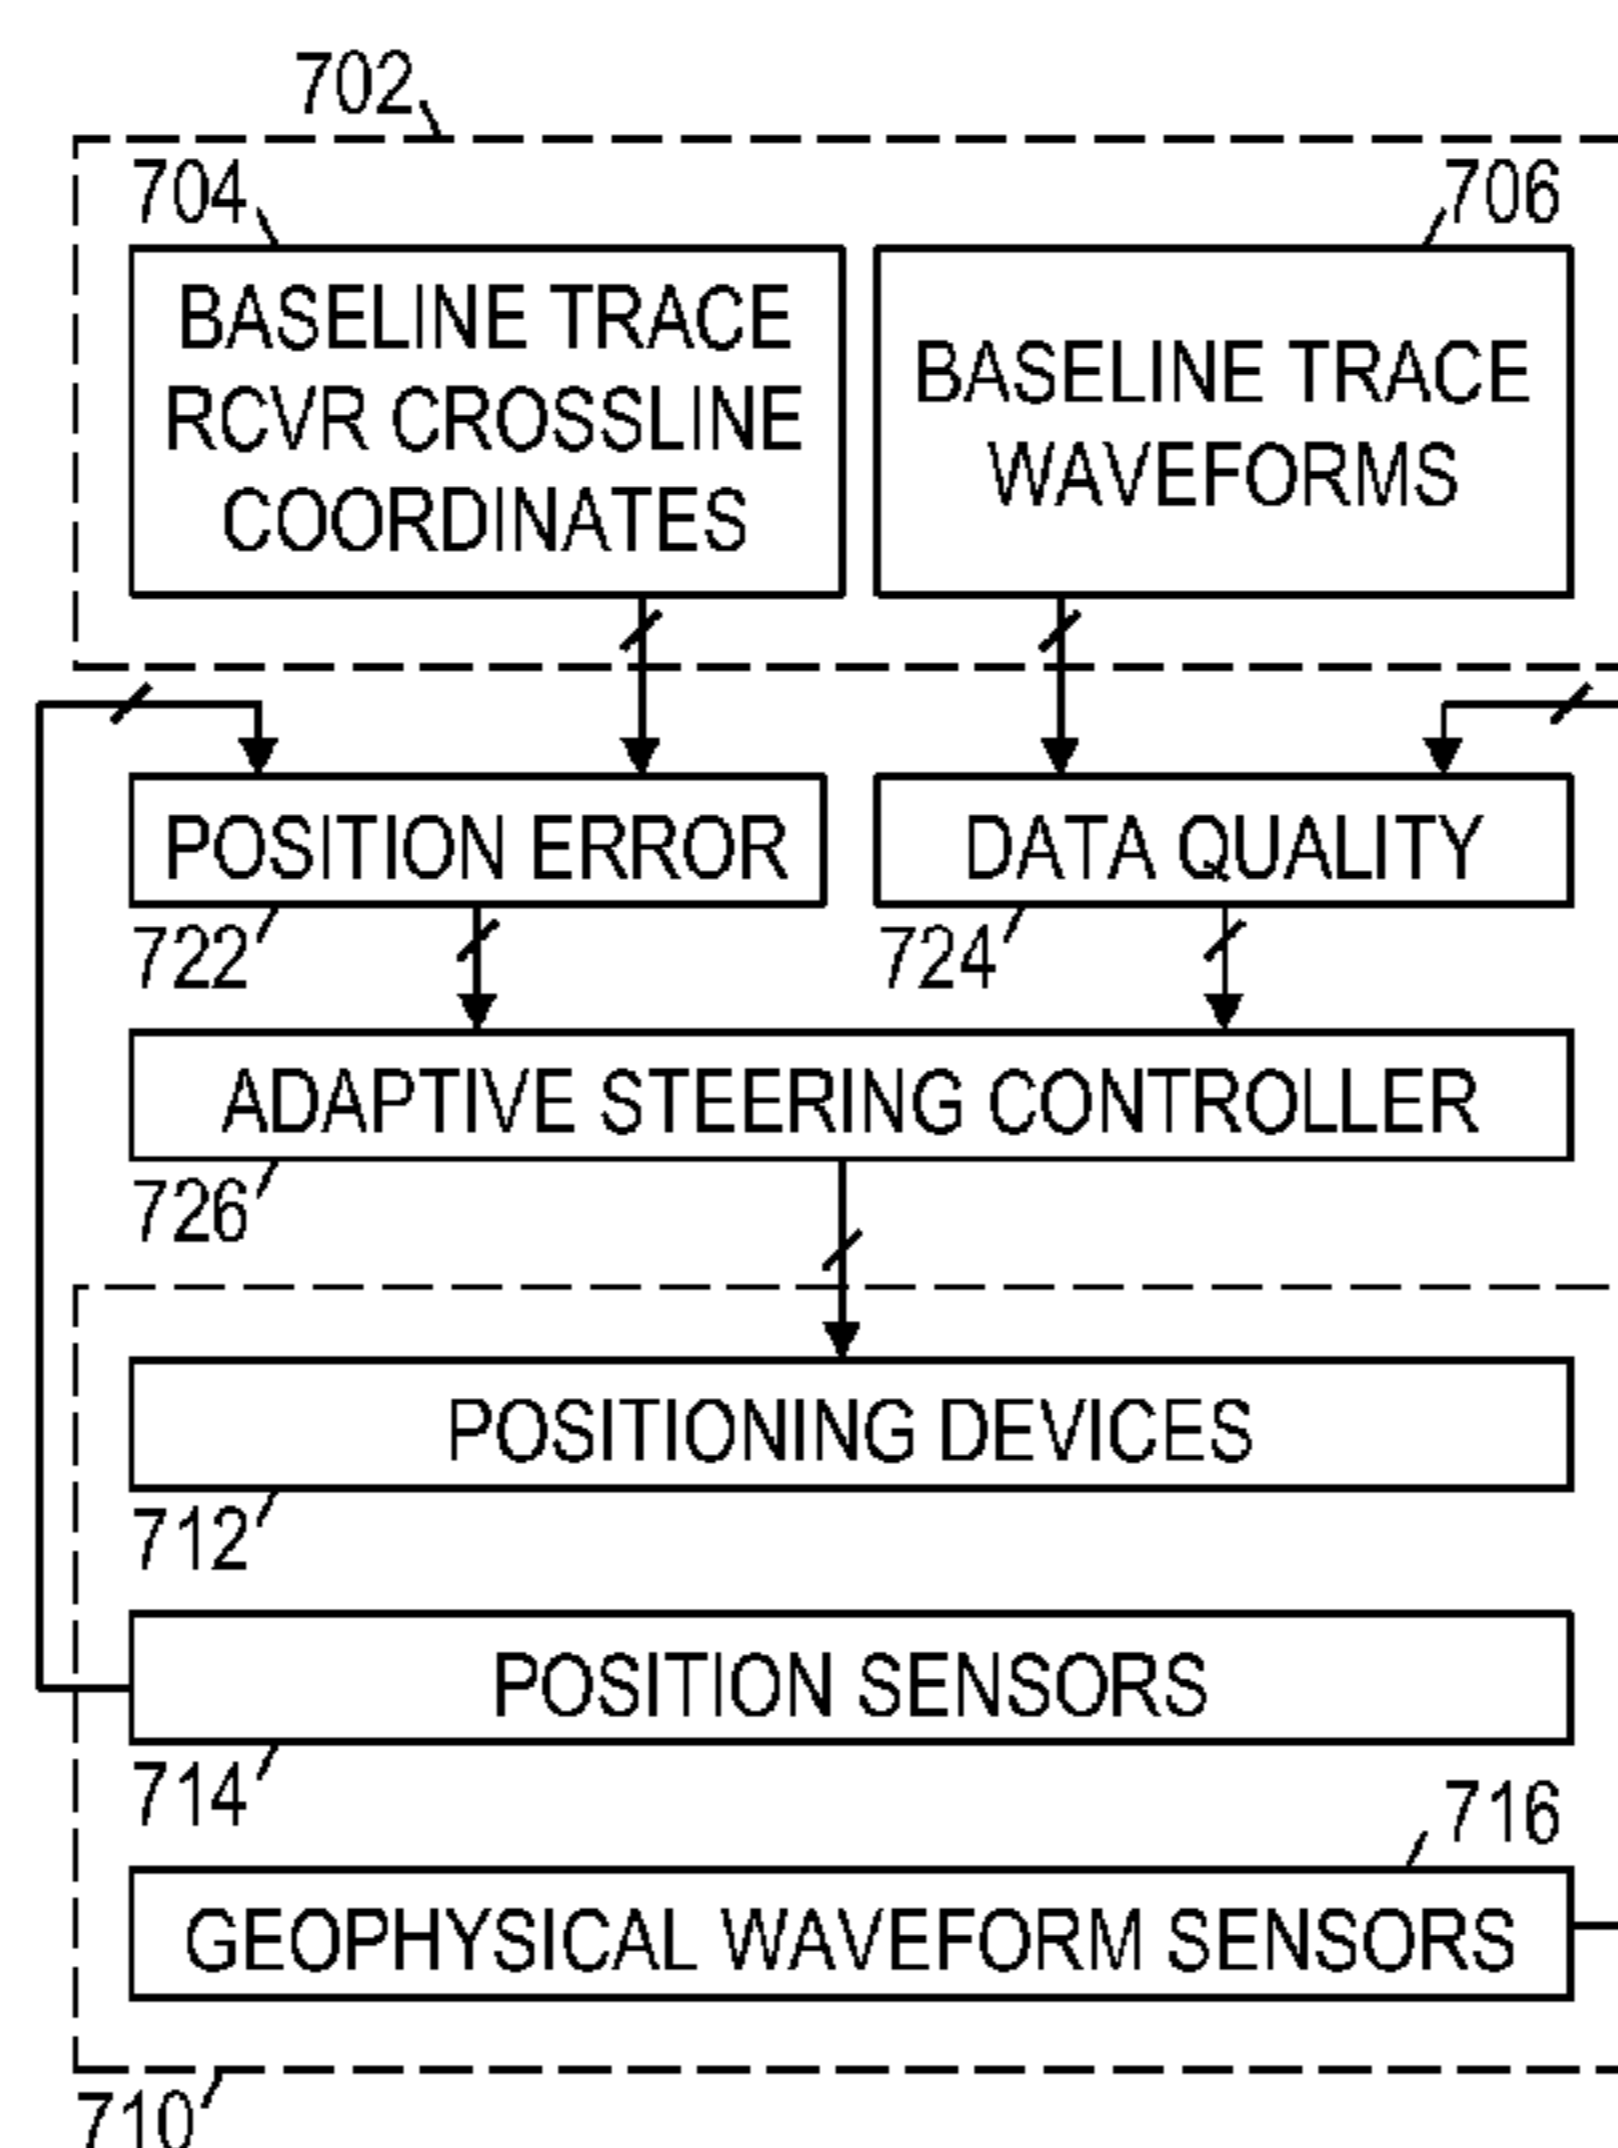 702
704
706
BASELINE TRACE
RCVR CROSSLINE
COORDINATES
BASELINE TRACE
WAVEFORMS
POSITION ERROR
DATA QUALITY
722
724
ADAPTIVE STEERING CONTROLLER
726
POSITIONING DEVICES
712
POSITION SENSORS
714
716
GEOPHYSICAL WAVEFORM SENSORS
710